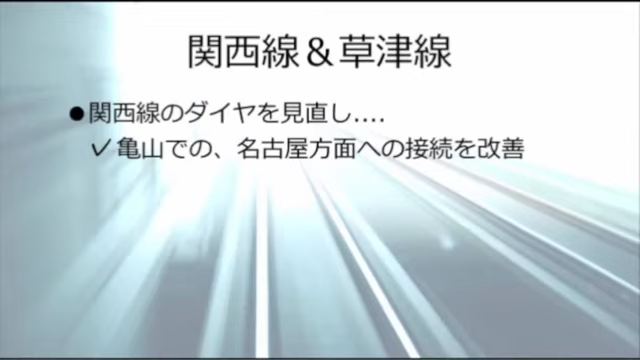 関西線＆草津線
●関西線のダイヤを見直し....
✓亀山での、名古屋方面への接続を改善